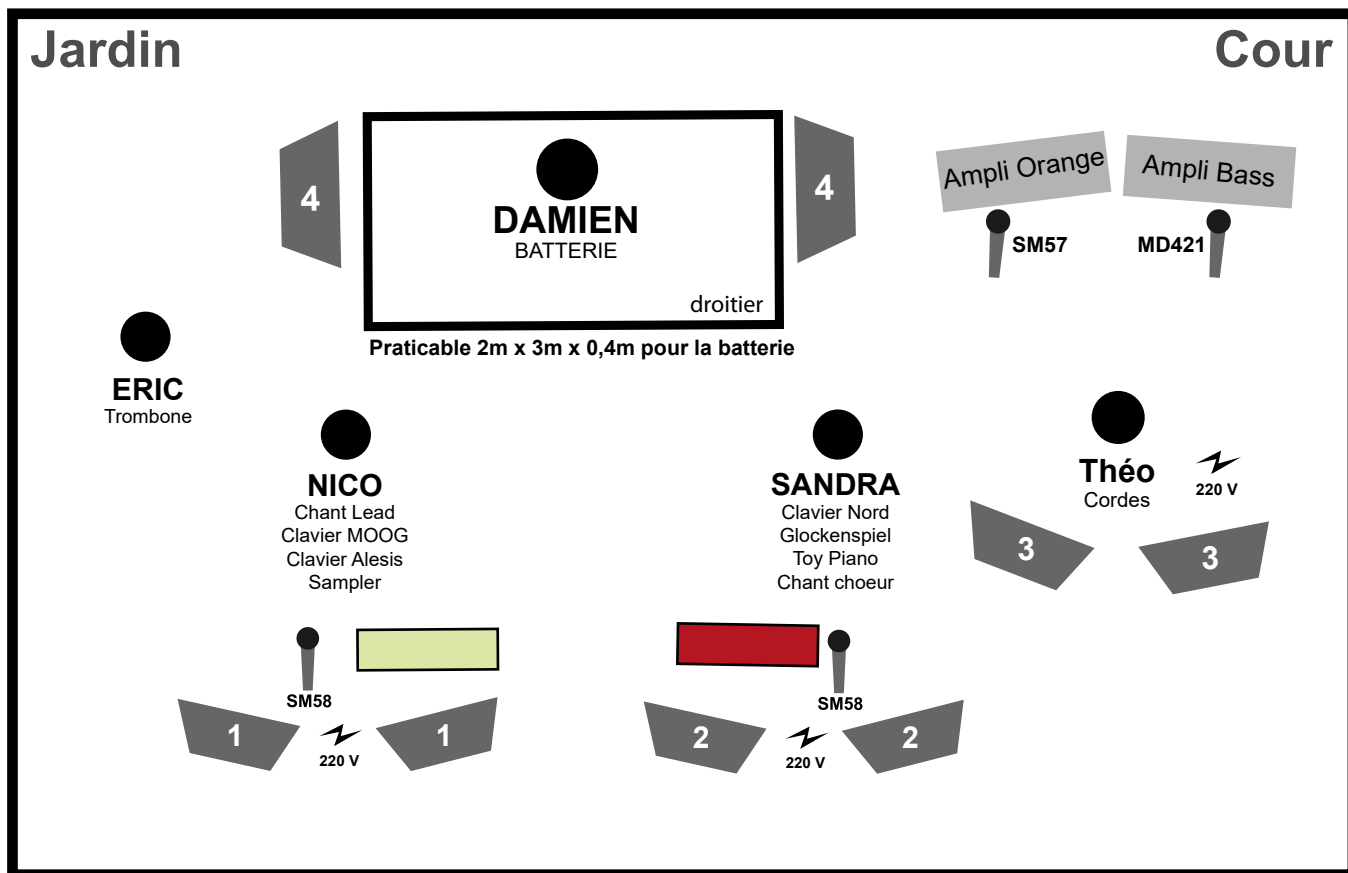 Jardin
Cour
4
DAMIEN
BATTERIE
droitier
4
Ampli Orange
Ampli Bass
SM57
MD421
Praticable 2m x 3m x 0,4m pour la batterie
ERIC
Trombone
NICO
Chant Lead
Clavier MOOG
Clavier Alesis
Sampler
SANDRA
Clavier Nord
Glockenspiel
Toy Piano
Chant choeur
Théo
Cordes
220 V
3
3
SM58
1
220 V
1
SM58
2
220 V
2